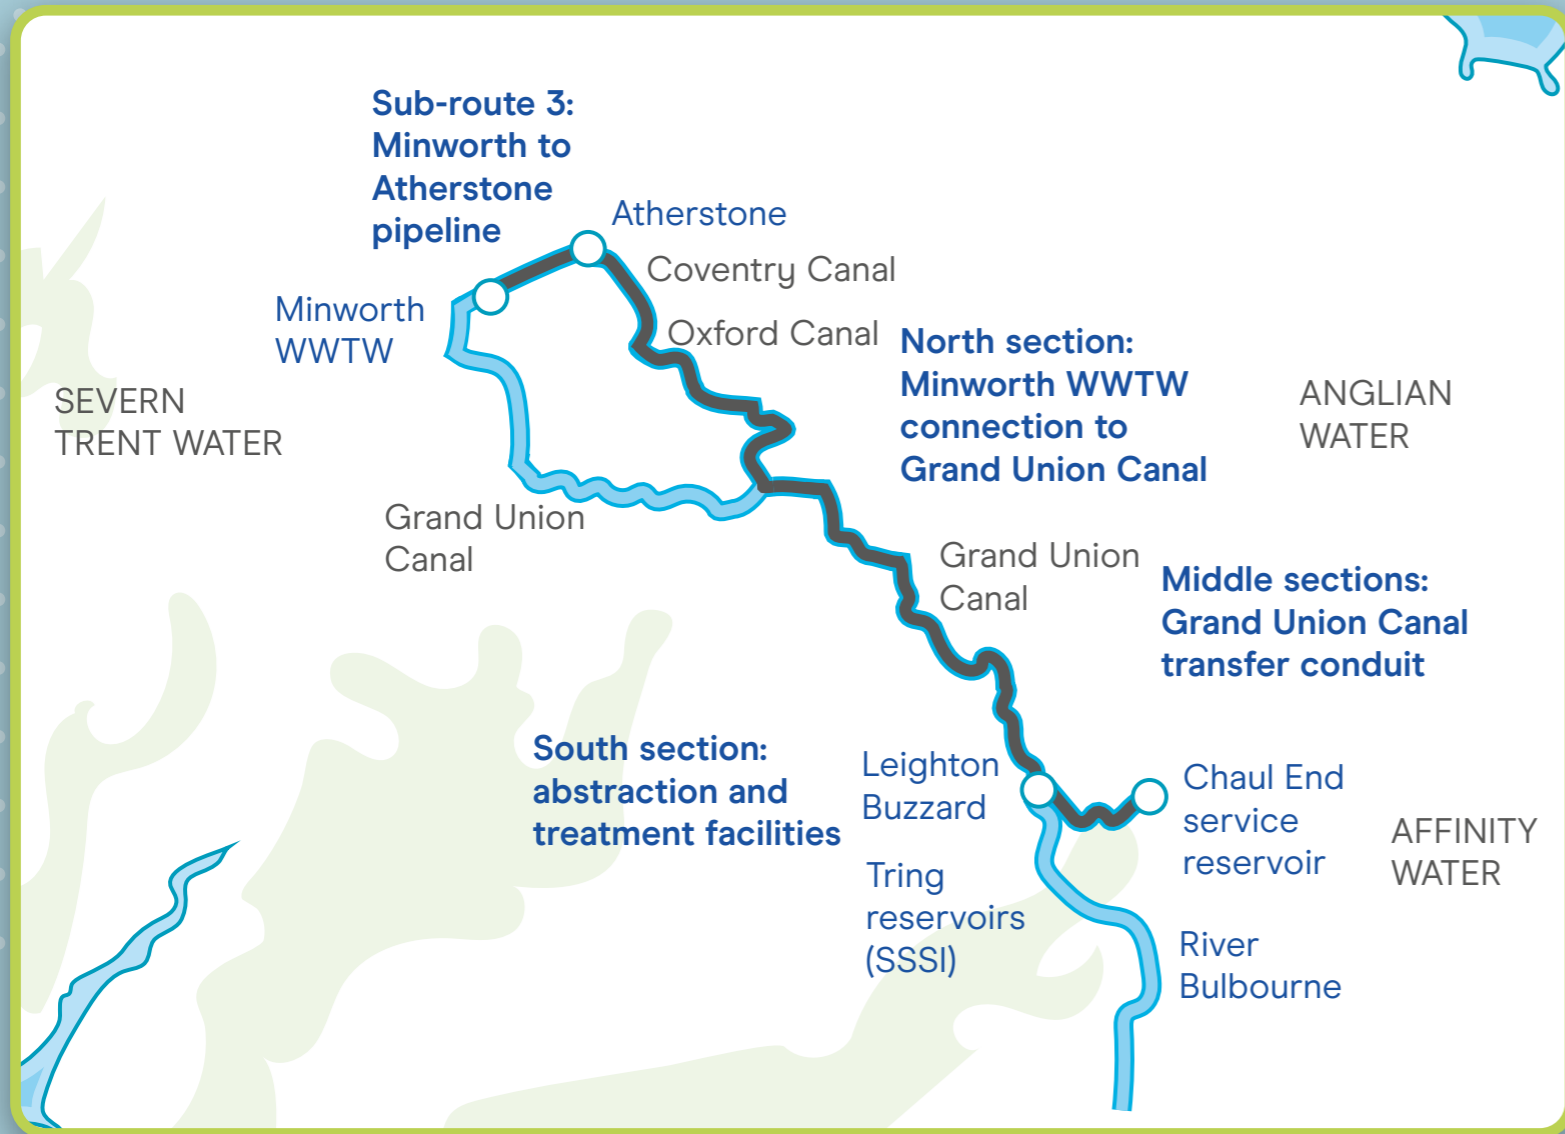 Sub-route 3:
Minworth to
Atherstone
pipeline
Atherstone
Coventry Canal
Minworth
WWTW
Oxford Canal
North section:
Minworth WWTW
connection to
Grand Union Canal
SEVERN
TRENT WATER
ANGLIAN
WATER
Grand Union
Canal
Grand Union
Canal
Middle sections:
Grand Union Canal
transfer conduit
South section:
abstraction and
treatment facilities
Leighton
Buzzard
Chaul End
service
reservoir
AFFINITY
WATER
Tring
reservoirs
(SSSI)
River
Bulbourne